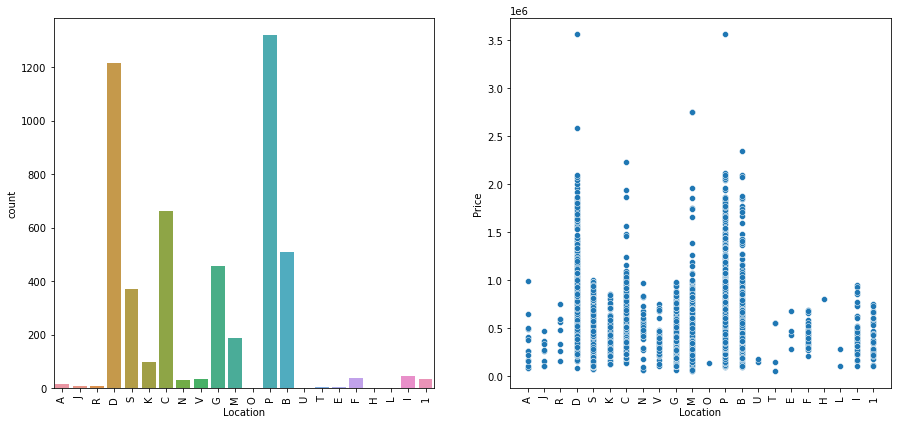 1e6
1200
1000
800
600
400
200
0
count
A J R D S K C N V G M O P B U T E F H L I 1
Location
3.5
3.0
2.5
2.0
1.5
1.0
0.5
0.0
Price
A J R D S K C N V G M O P B U T E F H L I 1
Location